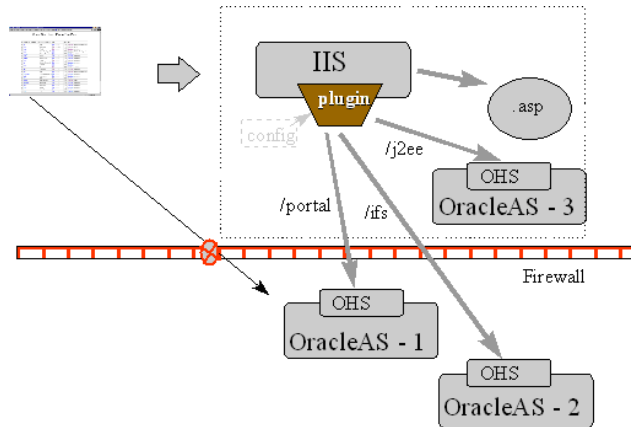 IIS
plugin
config
.asp
/j2ee
OHS
OracleAS - 3
/portal
/ifs
Firewall
OHS
OracleAS - 1
OHS
OracleAS - 2